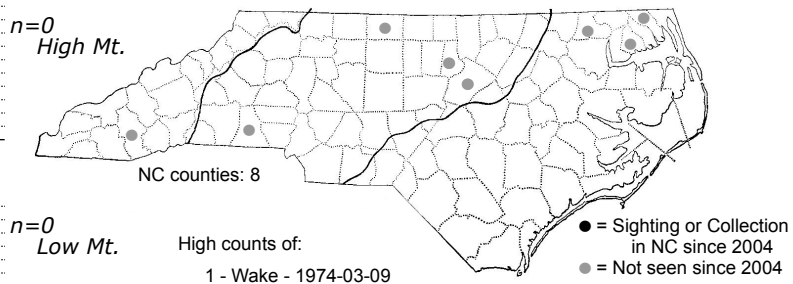 n=0
High Mt.
NC counties: 8
n=0
Low Mt.
High counts of:
1 - Wake - 1974-03-09
● = Sighting or Collection
in NC since 2004
● = Not seen since 2004